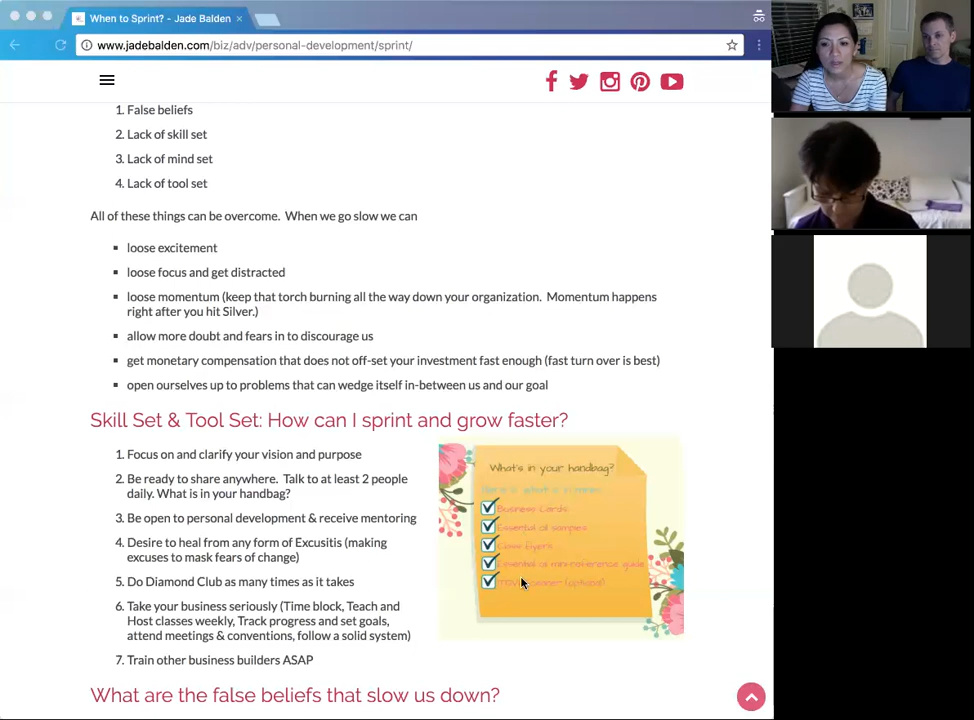 When to Sprint? - Jade Balden
www.jadebalden.com/biz/adv/personal-development/sprint/
1. False beliefs
2. Lack of skill set
3. Lack of mind set
4. Lack of tool set
All of these things can be overcome.  When we go slow we can
loose excitement
loose focus and get distracted
loose momentum (keep that torch burning all the way down your organization.  Momentum happens
right after you hit Silver.)
allow more doubt and fears in to discourage us
get monetary compensation that does not off-set your investment fast enough (fast turn over is best)
open ourselves up to problems that can wedge itself in-between us and our goal
Skill Set & Tool Set: How can I sprint and grow faster?
1. Focus on and clarify your vision and purpose
2. Be ready to share anywhere.  Talk to at least 2 people
daily. What is in your handbag?
3. Be open to personal development & receive mentoring
4. Desire to heal from any form of Excusitis (making
excuses to mask fears of change)
5. Do Diamond Club as many times as it takes
6. Take your business seriously (Time block, Teach and
Host classes weekly, Track progress and set goals,
attend meetings & conventions, follow a solid system)
7. Train other business builders ASAP
What's in your handbag?
Business Cards
Essential oil samples
Class flyers
Essential oil mini-reference guide
(optional)
What are the false beliefs that slow us down?